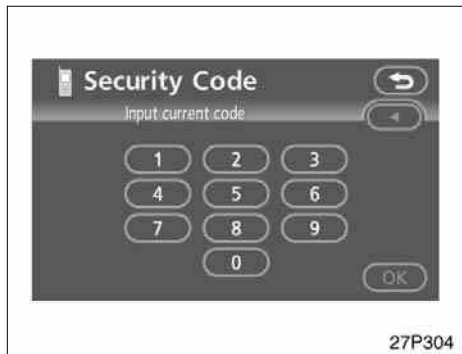 Security Code
Input current code
1 2 3
4 5 6
7 8 9
0
OK
27P304